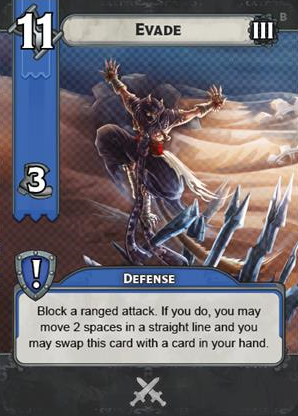 11
EVADE
III
B
3
!
DEFENSE
Block a ranged attack. If you do, you may
move 2 spaces in a straight line and you
may swap this card with a card in your hand.